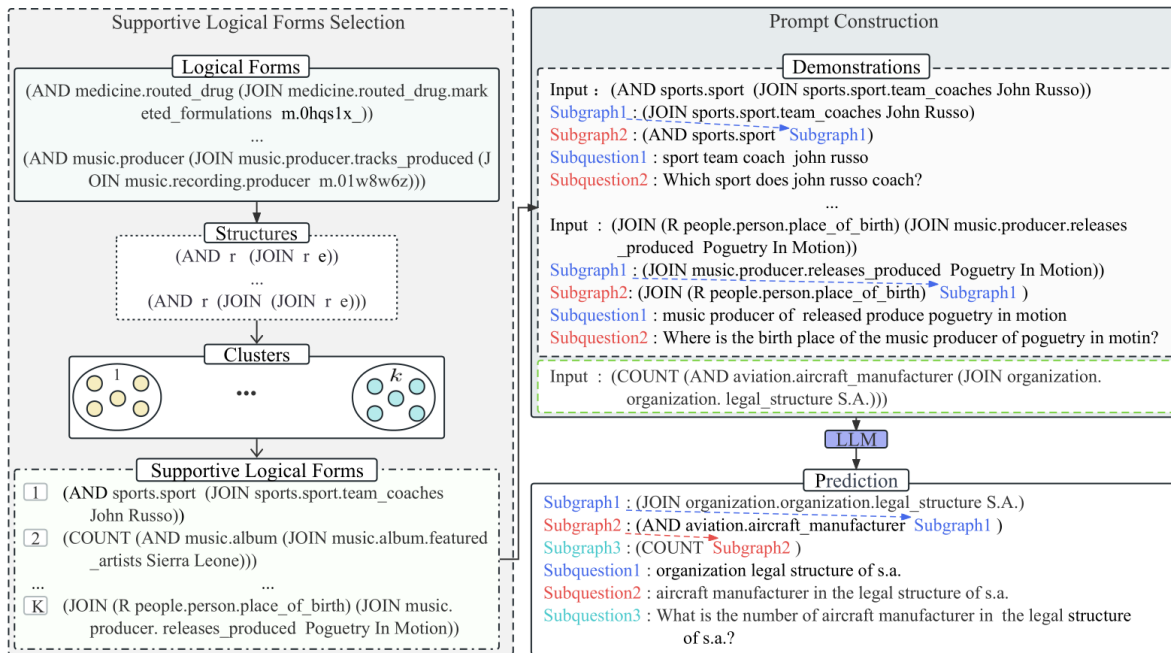 Supportive Logical Forms Selection
Logical Forms
(AND medicine.routed_drug (JOIN medicine.routed_drug.mark
eted_formulations m.0hqs1x_))
...
(AND music.producer (JOIN music.producer.tracks_produced (J
OIN music.recording.producer m.01w8w6z)))
Structures
(AND r (JOIN r e))
...
(AND r (JOIN (JOIN r e)))
Clusters
1
...
k
Supportive Logical Forms
1 (AND sports.sport (JOIN sports.sport.team_coaches
John Russo))
2 (COUNT (AND music.album (JOIN music.album.featured
_artists Sierra Leone)))
... ...
K (JOIN (R people.person.place_of_birth) (JOIN music.
producer. releases_produced Poguetry In Motion))
Prompt Construction
Demonstrations
Input : (AND sports.sport (JOIN sports.sport.team_coaches John Russo))
Subgraph1 : (JOIN sports.sport.team_coaches John Russo)
Subgraph2 : (AND sports.sport Subgraph1)
Subquestion1 : sport team coach john russo
Subquestion2 : Which sport does john russo coach?
...
Input : (JOIN (R people.person.place_of_birth) (JOIN music.producer.releases
_produced Poguetry In Motion))
Subgraph1 : (JOIN music.producer.releases_produced Poguetry In Motion))
Subgraph2: (JOIN (R people.person.place_of_birth) Subgraph1 )
Subquestion1 : music producer of released produce poguetry in motion
Subquestion2 : Where is the birth place of the music producer of poguetry in motin?
Input : (COUNT (AND aviation.aircraft_manufacturer (JOIN organization.
organization. legal_structure S.A.)))
LLM
Prediction
Subgraph1 : (JOIN organization.organization.legal_structure S.A.)
Subgraph2 : (AND aviation.aircraft_manufacturer Subgraph1 )
Subgraph3 : (COUNT Subgraph2 )
Subquestion1 : organization legal structure of s.a.
Subquestion2 : aircraft manufacturer in the legal structure of s.a.
Subquestion3 : What is the number of aircraft manufacturer in the legal structure
of s.a.?